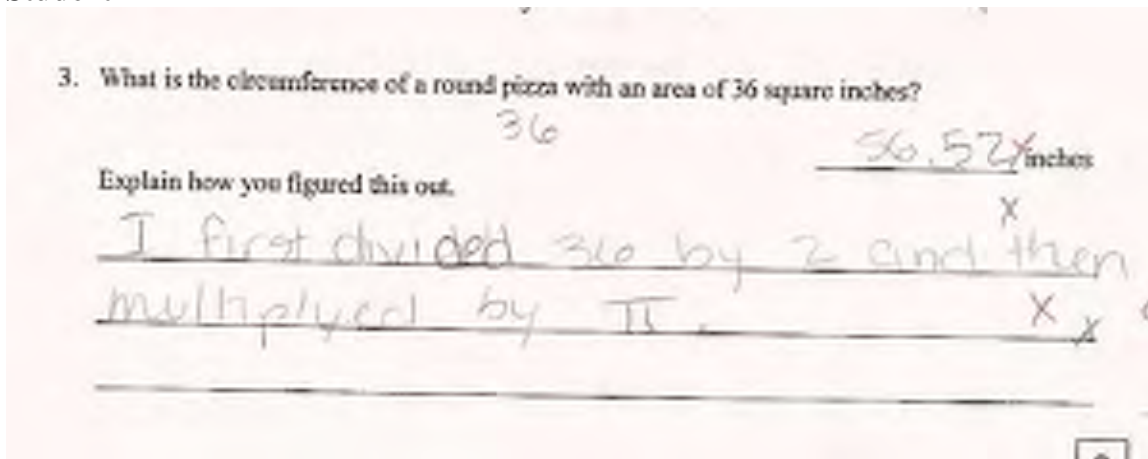 3. What is the circumference of a round pizza with an area of 36 square inches?
36
56.52 inches
Explain how you figured this out.
x
I first divided 36 by 2 and then
multiplyed by π.
x x